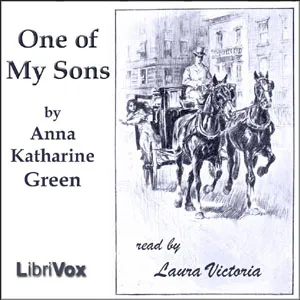 One of
My Sons
by
Anna
Katharine
Green
LibriVox
read by
Laura Victoria